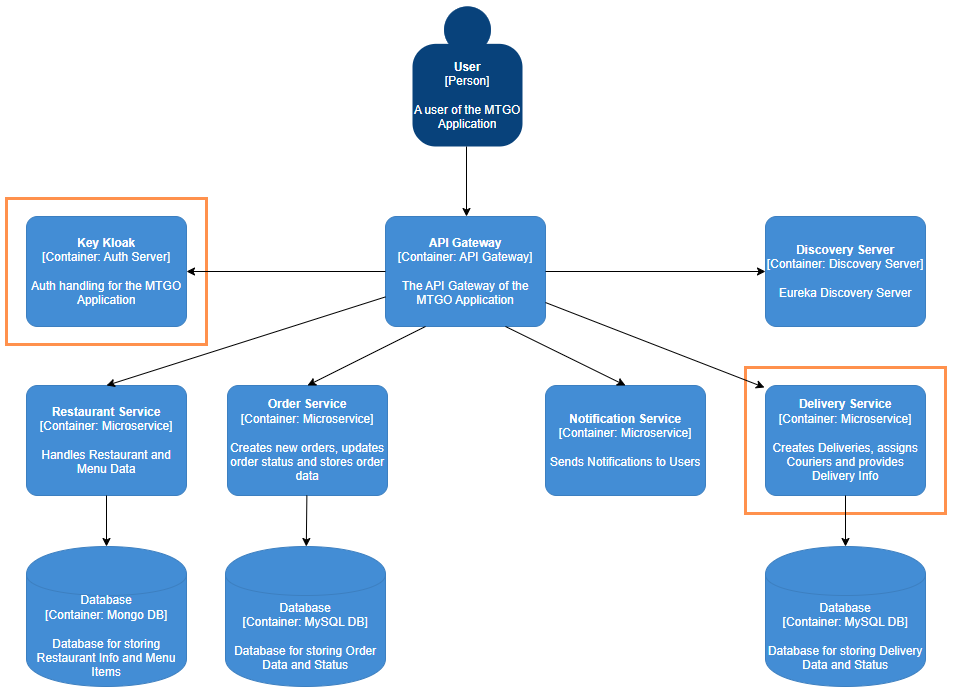 User
[Person]
A user of the MTGO
Application
Key Kloak
[Container: Auth Server]
Auth handling for the MTGO
Application
API Gateway
[Container: API Gateway]
The API Gateway of the
MTGO Application
Discovery Server
[Container: Discovery Server]
Eureka Discovery Server
Restaurant Service
[Container: Microservice]
Handles Restaurant and
Menu Data
Order Service
[Container: Microservice]
Creates new orders, updates
order status and stores order
data
Notification Service
[Container: Microservice]
Sends Notifications to Users
Delivery Service
[Container: Microservice]
Creates Deliveries, assigns
Couriers and provides
Delivery Info
Database
[Container: Mongo DB]
Database for storing
Restaurant Info and Menu
Items
Database
[Container: MySQL DB]
Database for storing Order
Data and Status
Database
[Container: MySQL DB]
Database for storing Delivery
Data and Status